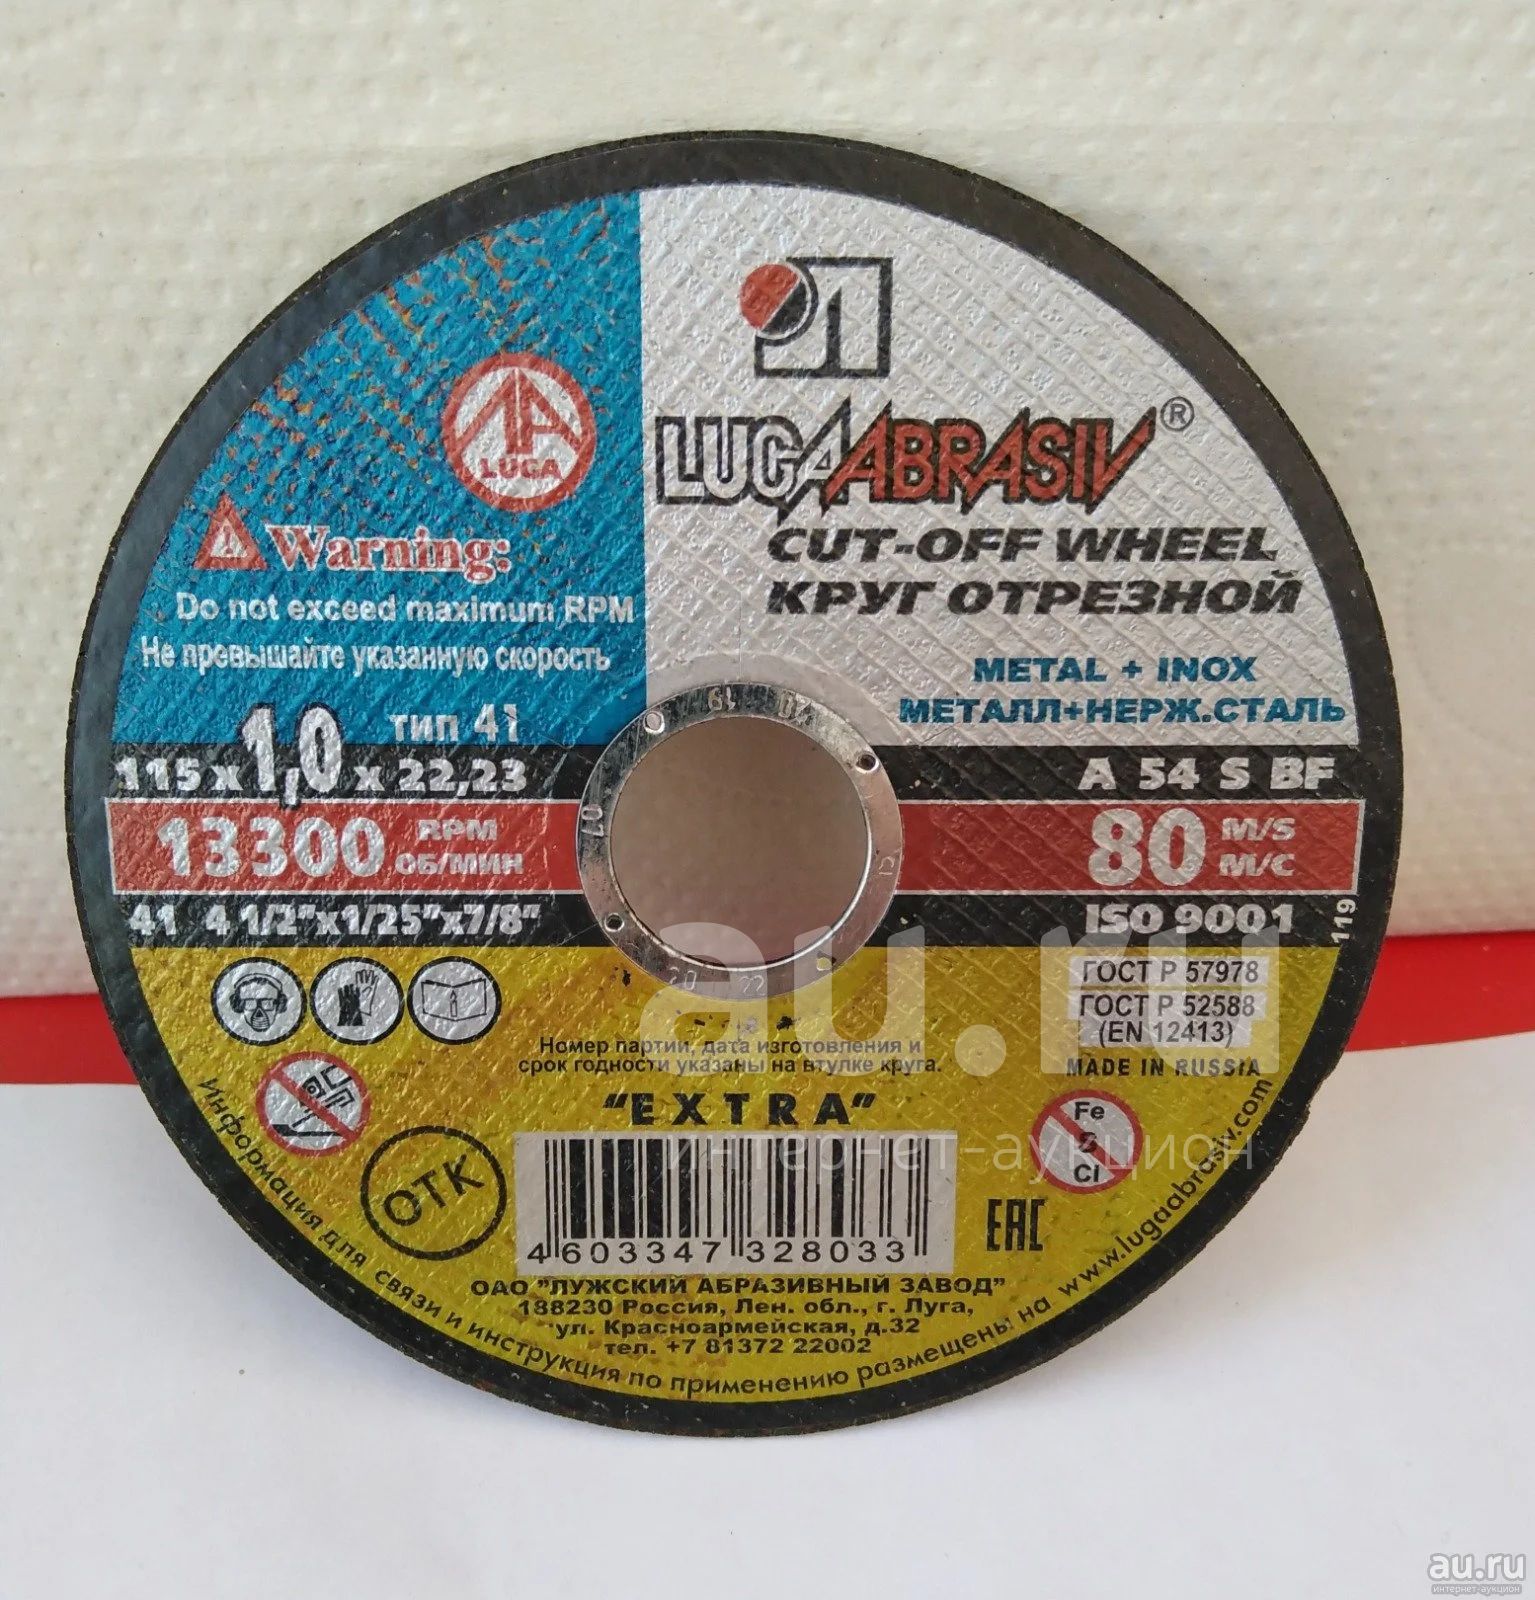 LUGA
LUGAABRASIV®
CUT-OFF WHEEL
КРУГ ОТРЕЗНОЙ
METAL + INOX
МЕТАЛЛ+НЕРЖ.СТАЛЬ
Warning:
Do not exceed maximum RPM
Не превышайте указанную скорость
тип 41
115 x 1,0 x 22,23
A 54 S BF
13300 RPM
ОБ/МИН
80 M/S
М/С
41 4 1/2"x1/25"x7/8"
ISO 9001
119
ГОСТ Р 57978
ГОСТ Р 52588
(EN 12413)
MADE IN RUSSIA
Номер партии, дата изготовления и
срок годности указаны на втулке круга.
"EXTRA"
Fe
S
Cl
ОТК
4 603347 328033
EAC
ОАО "ЛУЖСКИЙ АБРАЗИВНЫЙ ЗАВОД"
188230 Россия, Лен. обл., г. Луга,
ул. Красноармейская, д.32
тел. +7 81372 22002
Информация для связи и инструкция по применению размещены на www.lugaabrasiv.com
au.ru
интернет-аукцион
au.ru
интернет-аукцион